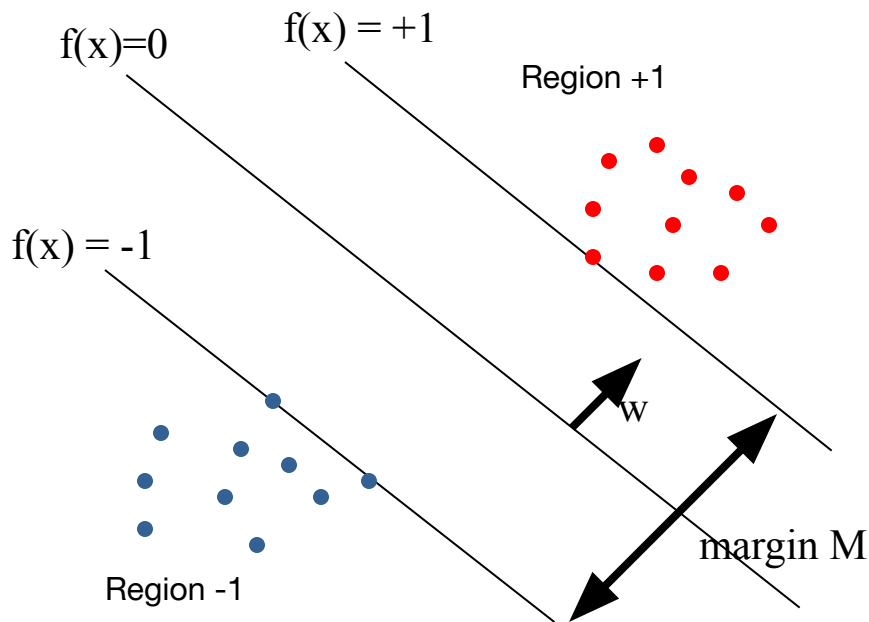 f(x)=0
f(x) = +1
Region +1
f(x) = -1
w
margin M
Region -1